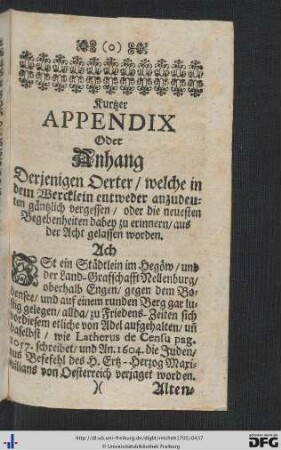 (o)
Kurtzer
APPENDIX
Oder
Anhang
Derjenigen Oerter / welche in
dem Wercklein entweder anzudeu-
ten gäntzlich vergessen / oder die neuesten
Begebenheiten dabey zu erinnern / aus
der Acht gelassen worden.
Ach
IST ein Städtlein im Hegöw / und
der Land-Graffschafft Nellenburg /
oberhalb Engen / gegen dem Bo-
densee / und auf einem runden Berg gar lu-
stig gelegen / allda / zu Friedens-Zeiten sich
vordiesem etliche von Adel aufgehalten / uñ
daselbst / wie Latherus de Censu pag.
1057. schreibet / und An. 1604. die Juden /
aus Befehl des H. Ertz-Herzog Maxi-
milians von Oesterreich verjaget worden.
)( Alten-
http://dl.ub.uni-freiburg.de/diglit/reichelt1701/0437
© Universitätsbibliothek Freiburg
DFG